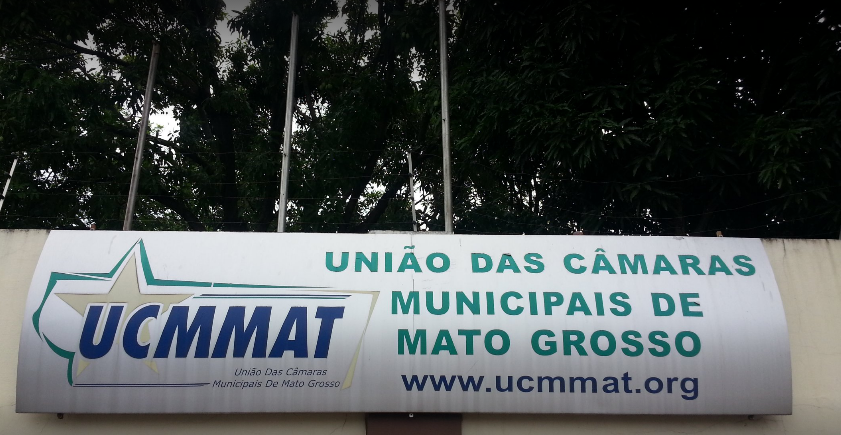 UCMMAT
União Das Câmaras
Municipais De Mato Grosso
UNIÃO DAS CÂMARAS
MUNICIPAIS DE
MATO GROSSO
www.ucmmat.org